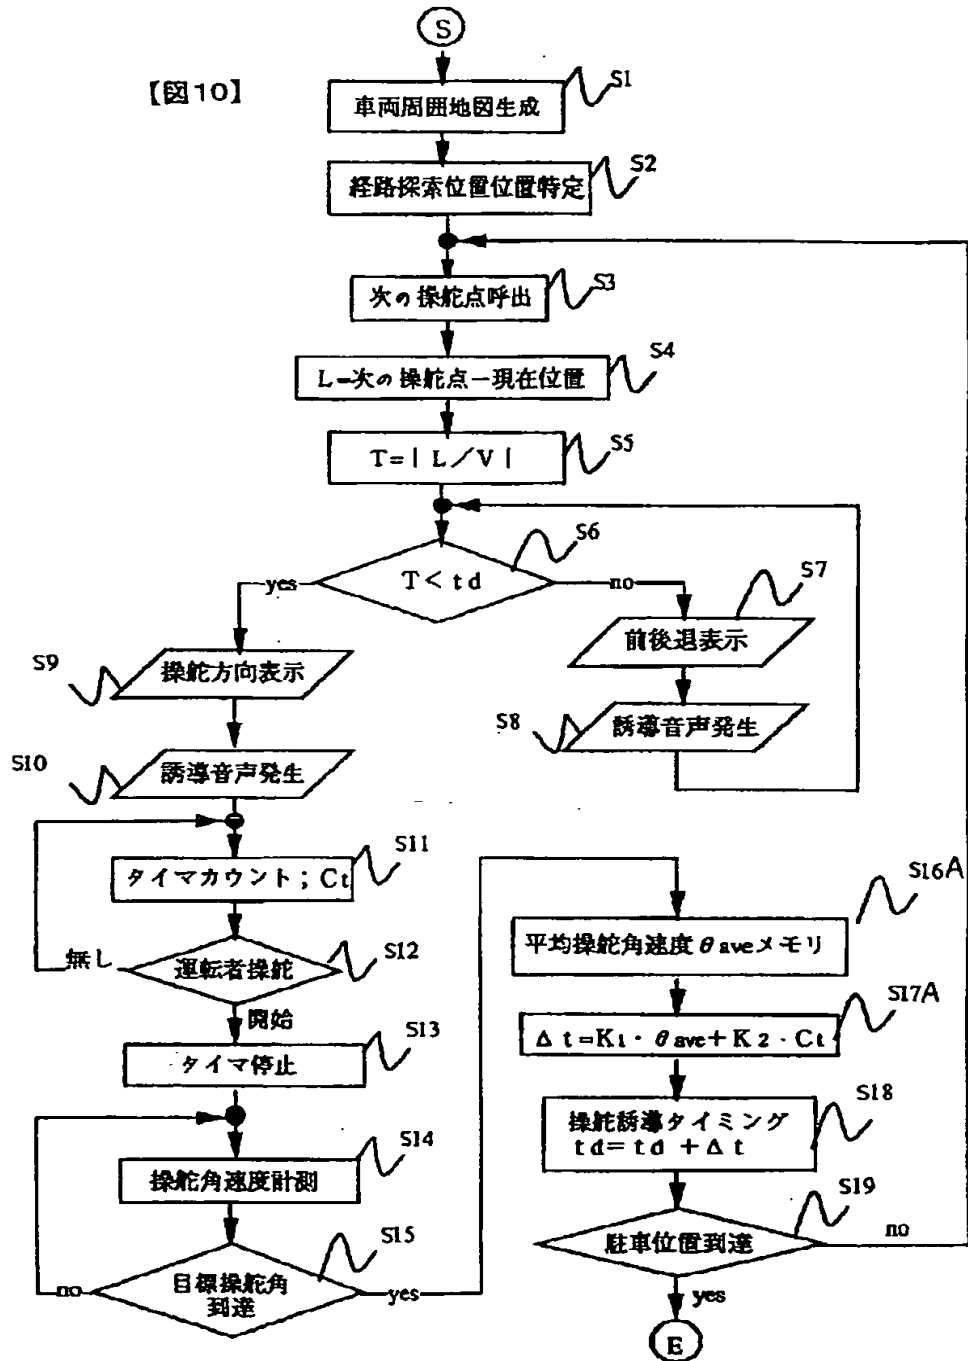 S
【図10】
S1
車両周囲地図生成
S2
経路探索位置位置特定
S3
次の操舵点呼出
S4
L=次の操舵点ー現在位置
S5
T=|L/V|
S6
T<td
yes
no
S7
前後退表示
S8
誘導音声発生
S9
操舵方向表示
S10
誘導音声発生
S11
タイマカウント;Ct
S12
運転者操舵
無し
開始
S13
タイマ停止
S14
操舵角速度計測
S15
目標操舵角
到達
no
yes
S16A
平均操舵角速度θaveメモリ
S17A
Δt=K1・θave+K2・Ct
S18
操舵誘導タイミング
td=td+Δt
S19
駐車位置到達
no
yes
E